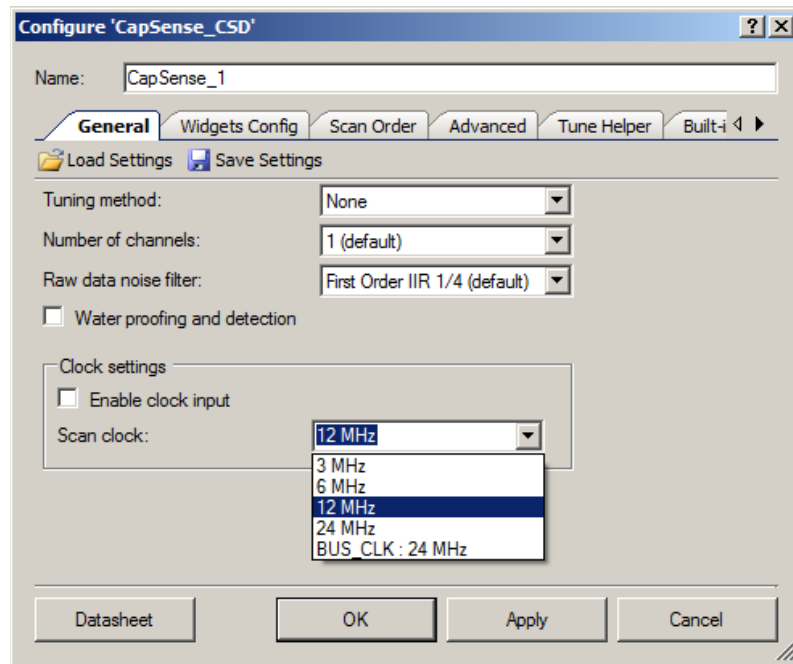 Configure 'CapSense_CSD'
Name: CapSense_1
General Widgets Config Scan Order Advanced Tune Helper Built-i
Load Settings Save Settings
Tuning method: None
Number of channels: 1 (default)
Raw data noise filter: First Order IIR 1/4 (default)
Water proofing and detection
Clock settings
Enable clock input
Scan clock: 12 MHz
3 MHz
6 MHz
12 MHz
24 MHz
BUS_CLK : 24 MHz
Datasheet OK Apply Cancel